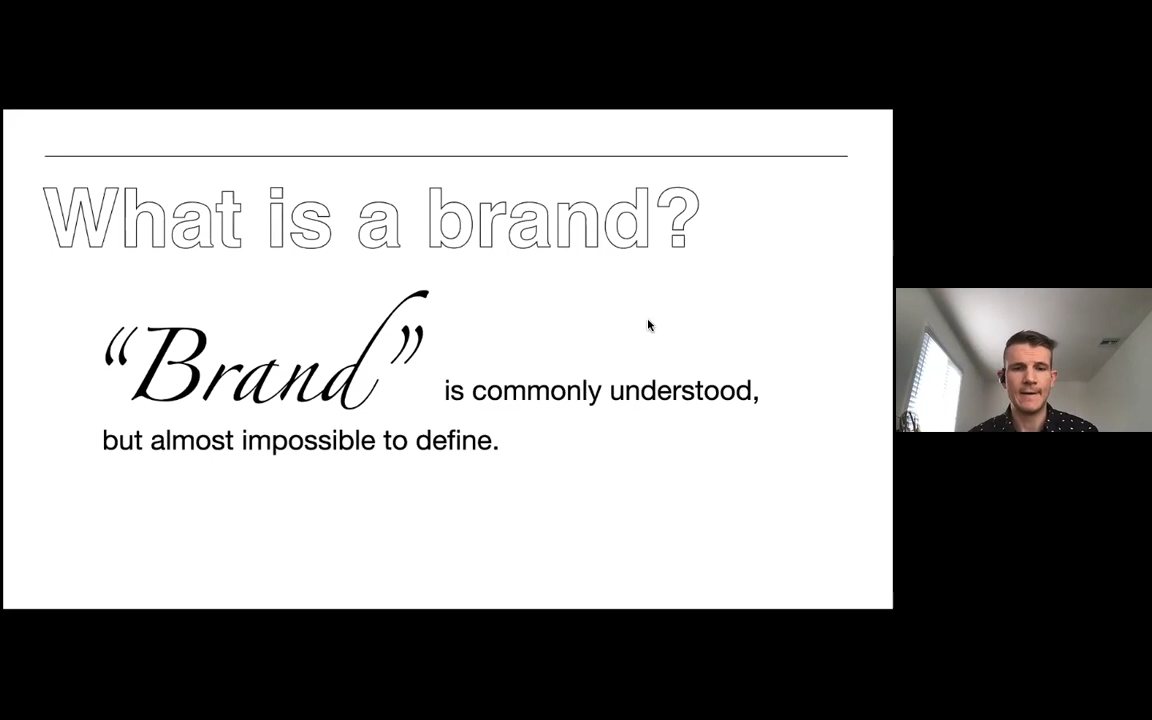 What is a brand?
“Brand” is commonly understood,
but almost impossible to define.